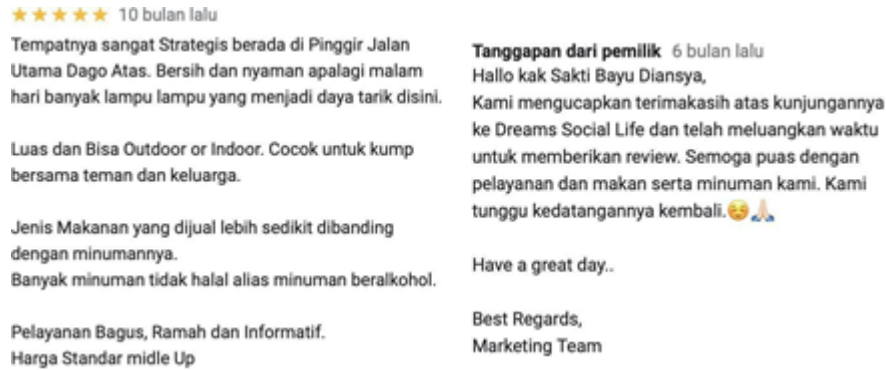 ★★★★★ 10 bulan lalu
Tempatnya sangat Strategis berada di Pinggir Jalan
Utama Dago Atas. Bersih dan nyaman apalagi malam
hari banyak lampu lampu yang menjadi daya tarik disini.
Luas dan Bisa Outdoor or Indoor. Cocok untuk kump
bersama teman dan keluarga.
Jenis Makanan yang dijual lebih sedikit dibanding
dengan minumannya.
Banyak minuman tidak halal alias minuman beralkohol.
Pelayanan Bagus, Ramah dan Informatif.
Harga Standar midle Up
Tanggapan dari pemilik 6 bulan lalu
Hallo kak Sakti Bayu Diansya,
Kami mengucapkan terimakasih atas kunjungannya
ke Dreams Social Life dan telah meluangkan waktu
untuk memberikan review. Semoga puas dengan
pelayanan dan makan serta minuman kami. Kami
tunggu kedatangannya kembali.☺️🙏🏻
Have a great day..
Best Regards,
Marketing Team